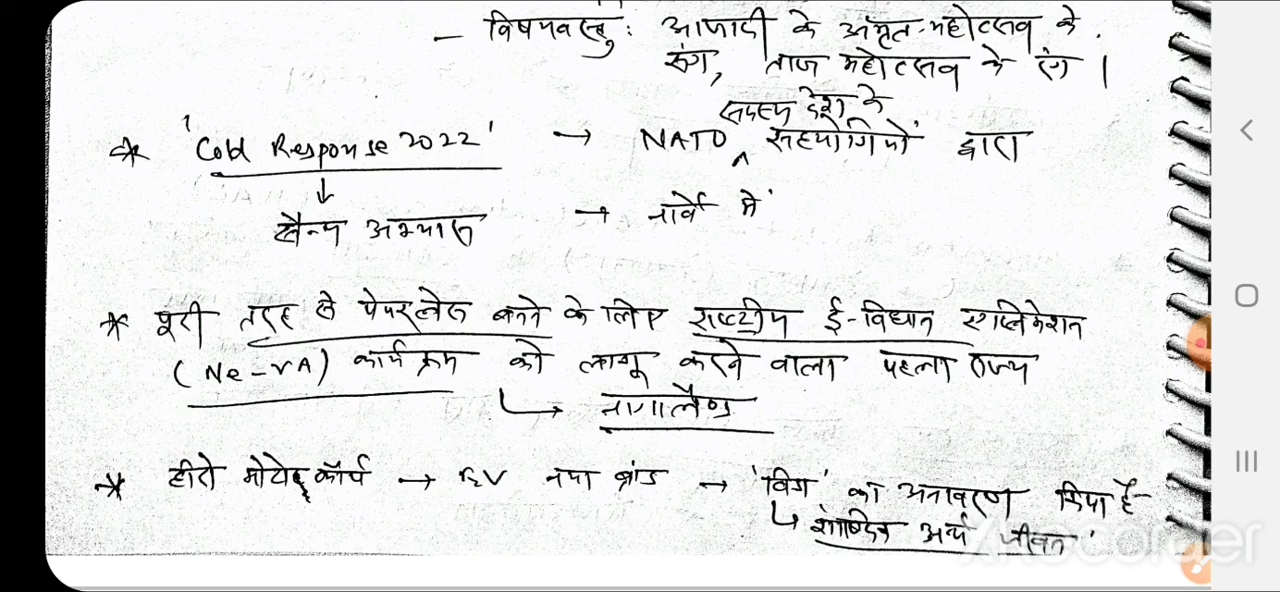 – विषयवस्तु : आजादी के अमृत-महोत्सव के
संग, ताज महोत्सव के रंग ।
सदस्य देश के
* 'Cold Response 2022' → NATO ^ सहयोगियों द्वारा
↓
सैन्य अभ्यास → नार्वे में
* पूरी तरह से पेपरलेस बनने के लिए राष्ट्रीय ई-विधान एप्लिकेशन
(Ne-VA) कार्यक्रम को लागू करने वाला पहला राज्य
↳ नागालैण्ड
* हीरो मोटोकॉर्प → EV नया ब्रांड → 'विडा' का अनावरण किया है
↳ शाब्दिक अर्थ जीवन